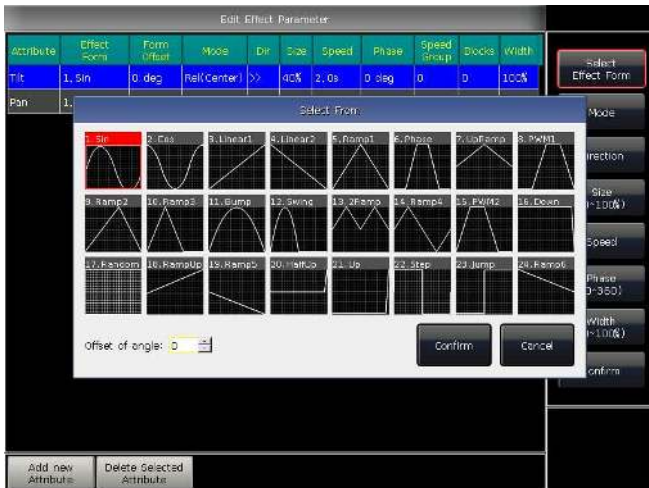 Edit Effect Parameter
Attribute
Effect Form
Form Offset
Mode
Dir
Size
Speed
Phase
Speed Group
Blocks
Width
Tilt
1, Sin
0 deg
Rel(Center)
>>
40%
2.0s
0 deg
0
0
100%
Pan
1,
Select From
1. Sin
2. Cos
3.Linear1
4.Linear2
5.Ramp1
6.Phase
7.UpRamp
8. PWM1
9. Ramp2
10.Ramp3
11.Bump
12.Swing
13.2Ramp
14.Ramp4
15.PWM2
16.Down
17.Random
18.RampUp
19.Ramp5
20.HalfUp
21.Up
22.Step
23.Jump
24.Ramp6
Offset of angle: 0
Confirm
Cancel
Select
Effect Form
Mode
irection
Size
~100%)
Speed
Phase
0~360)
Width
~100%)
onfirm
Add new
Attribute
Delete Selected
Attribute